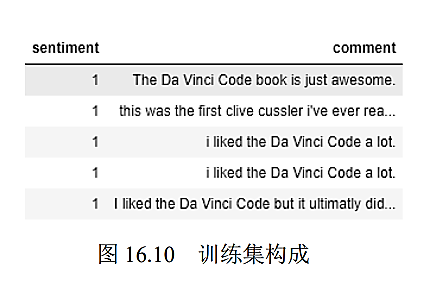 sentiment comment
1 The Da Vinci Code book is just awesome.
1 this was the first clive cussler i've ever rea...
1 i liked the Da Vinci Code a lot.
1 i liked the Da Vinci Code a lot.
1 I liked the Da Vinci Code but it ultimatly did...
图 16.10 训练集构成